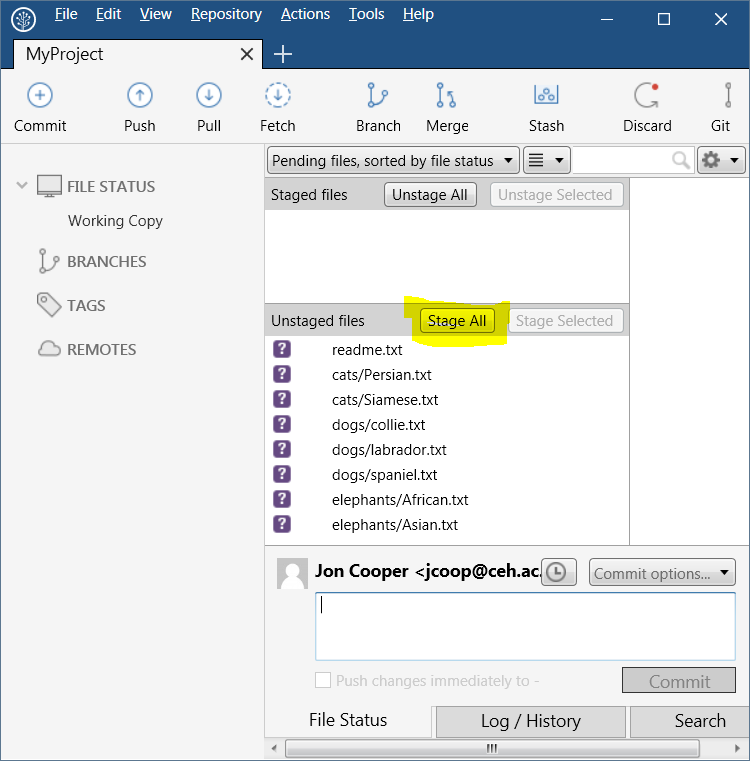 File Edit View Repository Actions Tools Help
MyProject
Commit Push Pull Fetch Branch Merge Stash Discard Git
FILE STATUS
Working Copy
BRANCHES
TAGS
REMOTES
Pending files, sorted by file status
Staged files Unstage All Unstage Selected
Unstaged files Stage All Stage Selected
? readme.txt
? cats/Persian.txt
? cats/Siamese.txt
? dogs/collie.txt
? dogs/labrador.txt
? dogs/spaniel.txt
? elephants/African.txt
? elephants/Asian.txt
Jon Cooper <jcoop@ceh.ac. Commit options...
Push changes immediately to -
Commit
File Status Log / History Search